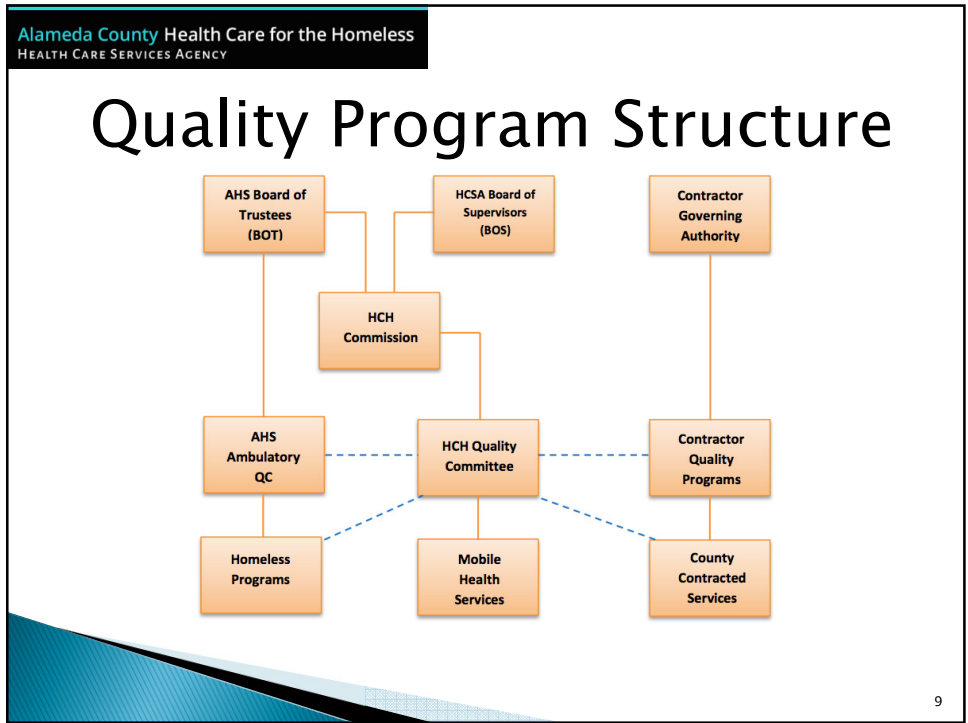 Alameda County Health Care for the Homeless
HEALTH CARE SERVICES AGENCY
Quality Program Structure
AHS Board of
Trustees
(BOT)
HCSA Board of
Supervisors
(BOS)
Contractor
Governing
Authority
HCH
Commission
AHS
Ambulatory
QC
HCH Quality
Committee
Contractor
Quality
Programs
Homeless
Programs
Mobile
Health
Services
County
Contracted
Services
9